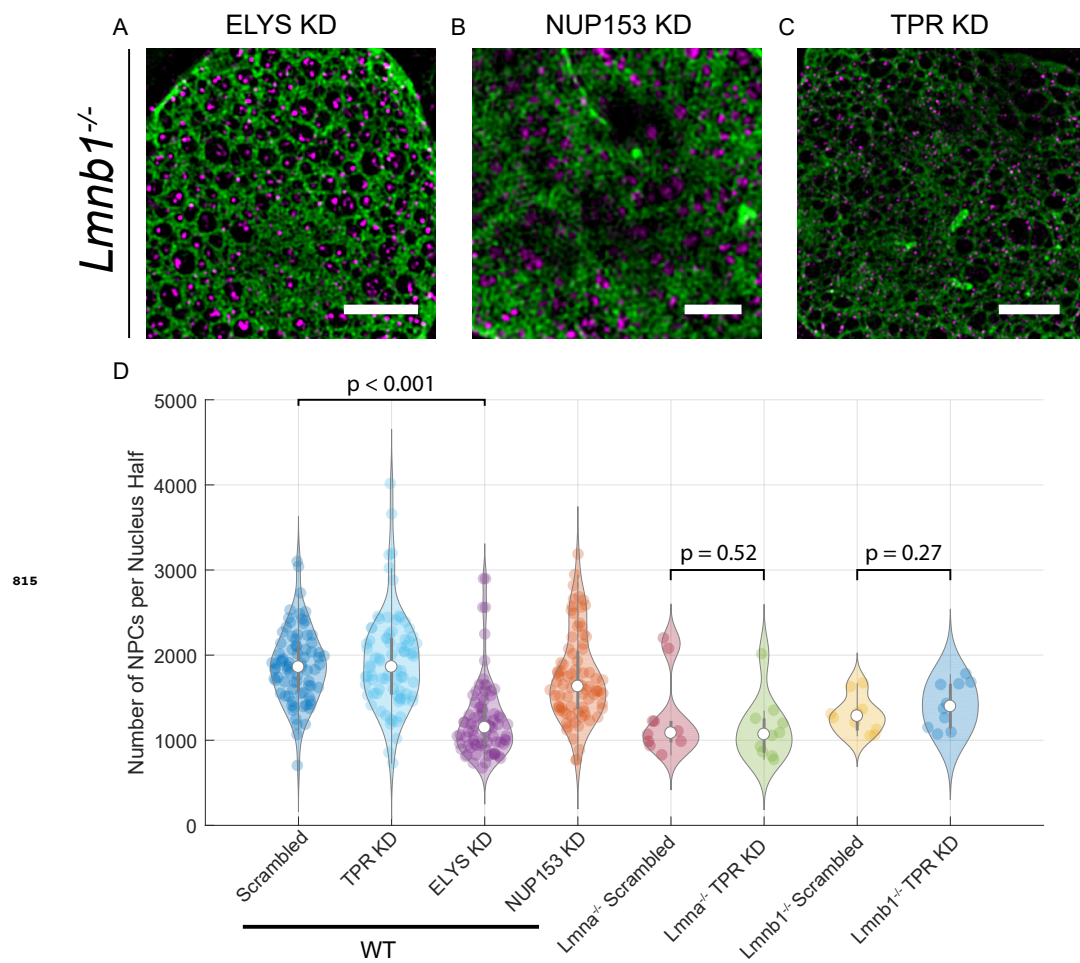 A ELYS KD B NUP153 KD C TPR KD
Lmnb1-/-
D
p < 0.001
p = 0.52
p = 0.27
5000
4000
3000
2000
1000
0
Number of NPCs per Nucleus Half
815
Scrambled
TPR KD
ELYS KD
NUP153 KD
Lmna-/- Scrambled
Lmna-/- TPR KD
Lmnb1-/- Scrambled
Lmnb1-/- TPR KD
WT